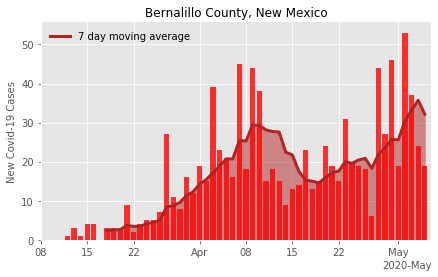 Bernalillo County, New Mexico
7 day moving average
New Covid-19 Cases
50
40
30
20
10
0
08 15 22 Apr 08 15 22 May
2020-May